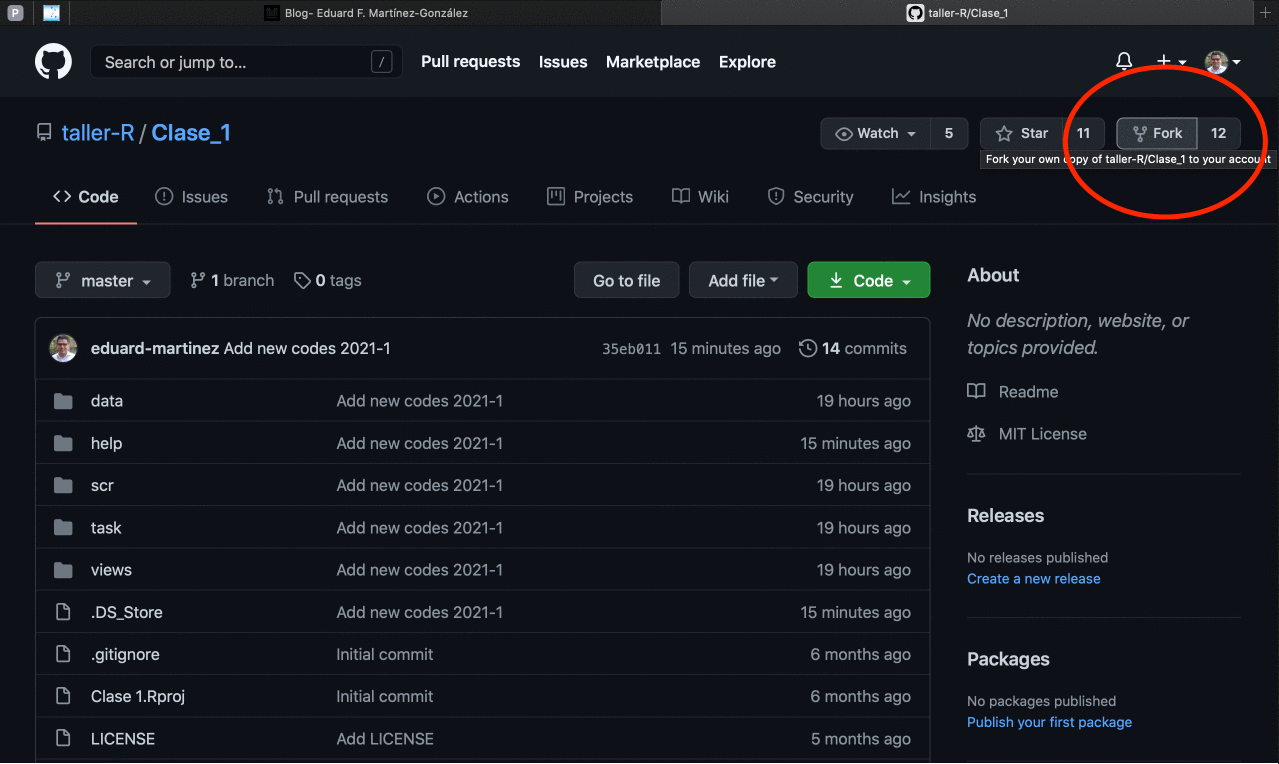 P
Blog- Eduard F. Martínez-González
taller-R/Clase_1
Search or jump to... /
Pull requests Issues Marketplace Explore
taller-R / Clase_1
Watch 5 Star 11 Fork 12
Fork your own copy of taller-R/Clase_1 to your account
Code Issues Pull requests Actions Projects Wiki Security Insights
master 1 branch 0 tags Go to file Add file Code
eduard-martinez Add new codes 2021-1 35eb011 15 minutes ago 14 commits
data Add new codes 2021-1 19 hours ago
help Add new codes 2021-1 15 minutes ago
scr Add new codes 2021-1 19 hours ago
task Add new codes 2021-1 19 hours ago
views Add new codes 2021-1 19 hours ago
.DS_Store Add new codes 2021-1 15 minutes ago
.gitignore Initial commit 6 months ago
Clase 1.Rproj Initial commit 6 months ago
LICENSE Add LICENSE 5 months ago
About
No description, website, or
topics provided.
Readme
MIT License
Releases
No releases published
Create a new release
Packages
No packages published
Publish your first package